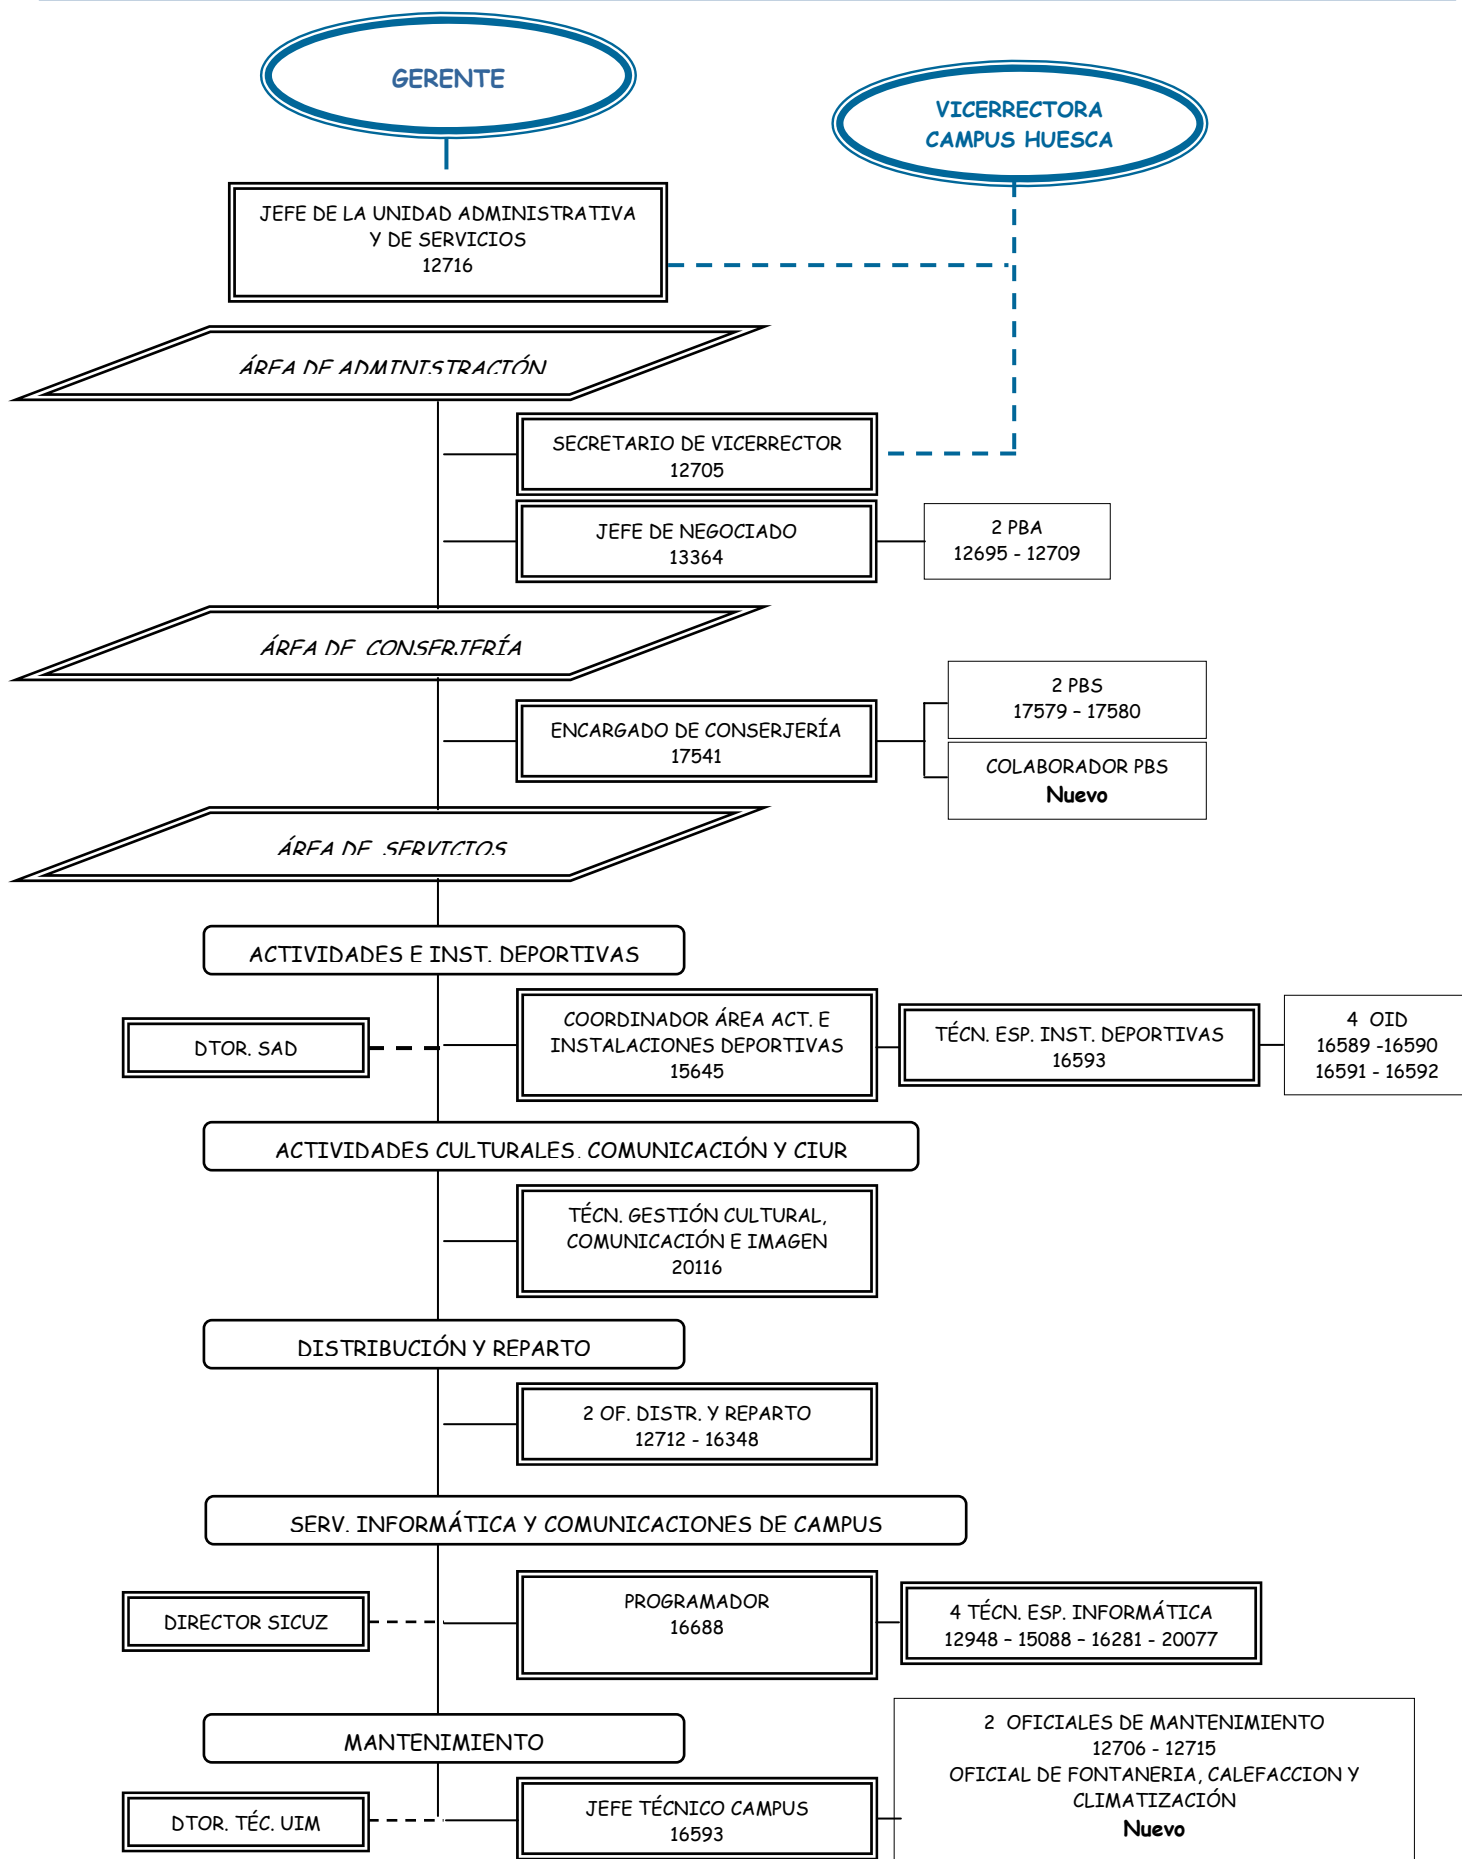 GERENTE
VICERRECTORA
CAMPUS HUESCA
JEFE DE LA UNIDAD ADMINISTRATIVA
Y DE SERVICIOS
12716
ÁREA DE ADMINISTRACIÓN
SECRETARIO DE VICERRECTOR
12705
JEFE DE NEGOCIADO
13364
2 PBA
12695 - 12709
ÁREA DE CONSERJERÍA
ENCARGADO DE CONSERJERÍA
17541
2 PBS
17579 – 17580
COLABORADOR PBS
Nuevo
ÁREA DE SERVICIOS
ACTIVIDADES E INST. DEPORTIVAS
DTOR. SAD
COORDINADOR ÁREA ACT. E
INSTALACIONES DEPORTIVAS
15645
TÉCN. ESP. INST. DEPORTIVAS
16593
4 OID
16589 -16590
16591 - 16592
ACTIVIDADES CULTURALES, COMUNICACIÓN Y CIUR
TÉCN. GESTIÓN CULTURAL,
COMUNICACIÓN E IMAGEN
20116
DISTRIBUCIÓN Y REPARTO
2 OF. DISTR. Y REPARTO
12712 - 16348
SERV. INFORMÁTICA Y COMUNICACIONES DE CAMPUS
DIRECTOR SICUZ
PROGRAMADOR
16688
4 TÉCN. ESP. INFORMÁTICA
12948 – 15088 – 16281 - 20077
MANTENIMIENTO
DTOR. TÉC. UIM
JEFE TÉCNICO CAMPUS
16593
2 OFICIALES DE MANTENIMIENTO
12706 - 12715
OFICIAL DE FONTANERIA, CALEFACCION Y
CLIMATIZACIÓN
Nuevo